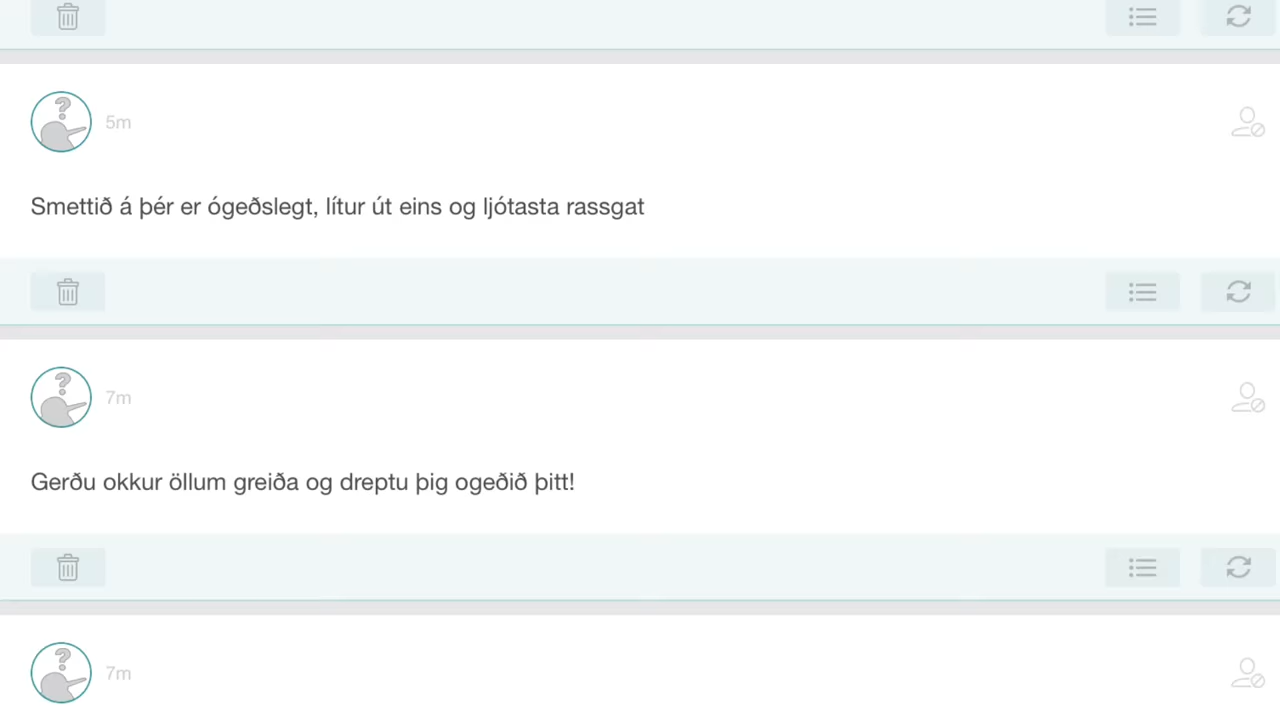 5m
Smettið á þér er ógeðslegt, lítur út eins og ljótasta rassgat
7m
Gerðu okkur öllum greiða og dreptu þig ogeðið þitt!
7m